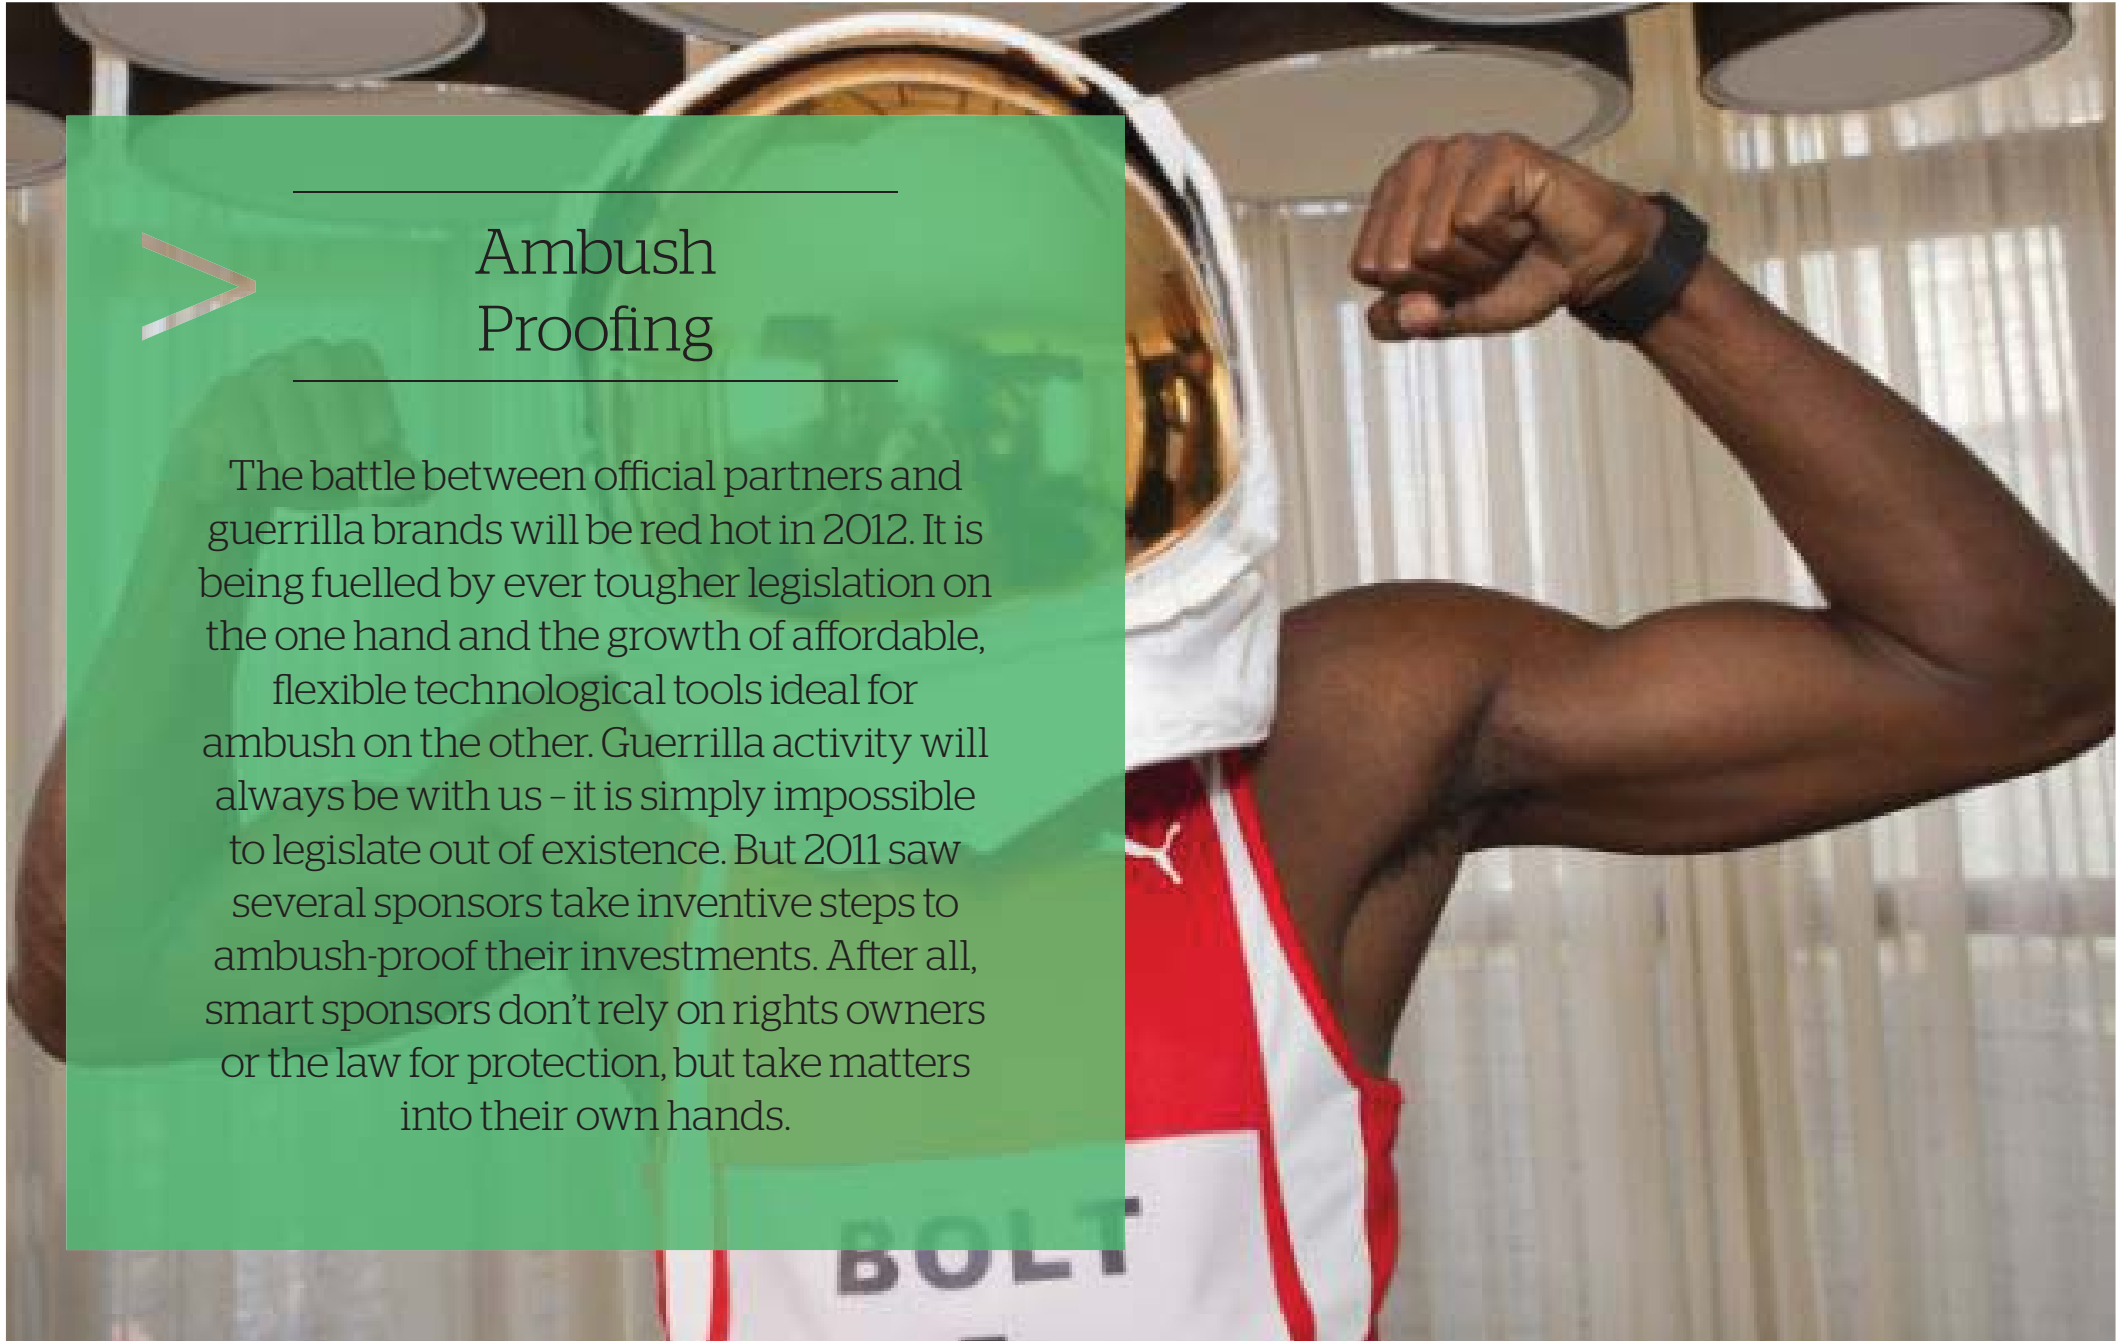 >
Ambush
Proofing
The battle between official partners and
guerrilla brands will be red hot in 2012. It is
being fuelled by ever tougher legislation on
the one hand and the growth of affordable,
flexible technological tools ideal for
ambush on the other. Guerrilla activity will
always be with us – it is simply impossible
to legislate out of existence. But 2011 saw
several sponsors take inventive steps to
ambush-proof their investments. After all,
smart sponsors don’t rely on rights owners
or the law for protection, but take matters
into their own hands.
BOLT